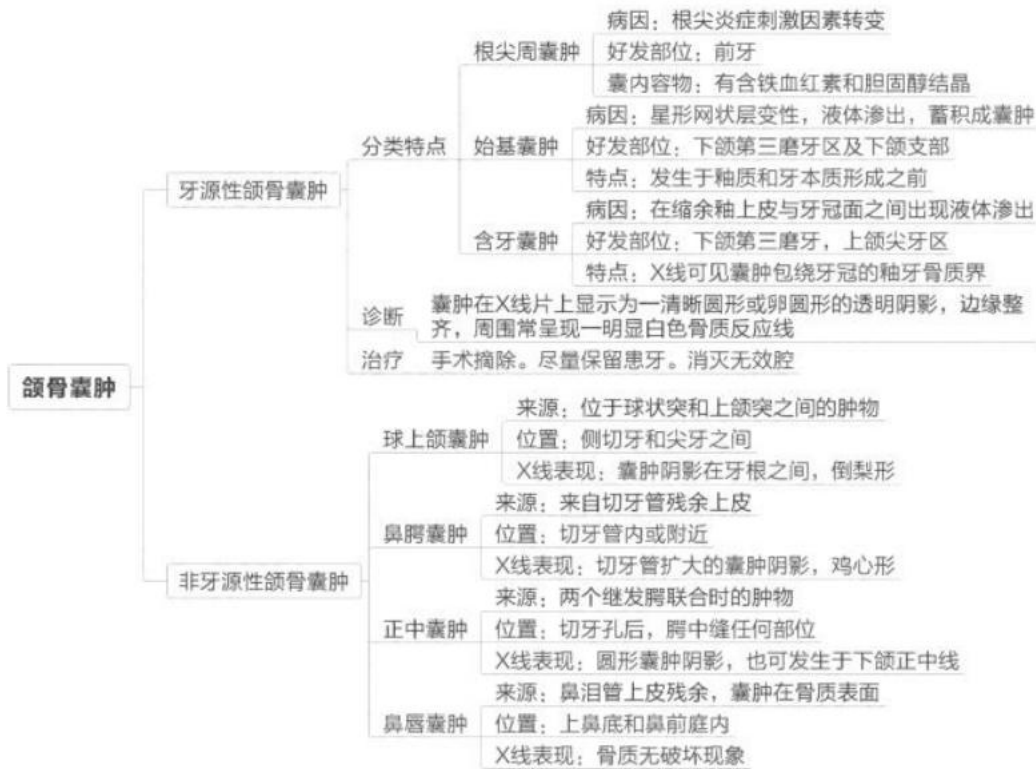 颌骨囊肿
牙源性颌骨囊肿
分类特点
根尖周囊肿
病因：根尖炎症刺激因素转变
好发部位：前牙
囊内容物：有含铁血红素和胆固醇结晶
始基囊肿
病因：星形网状层变性，液体渗出，蓄积成囊肿
好发部位：下颌第三磨牙区及下颌支部
特点：发生于釉质和牙本质形成之前
含牙囊肿
病因：在缩余釉上皮与牙冠面之间出现液体渗出
好发部位：下颌第三磨牙，上颌尖牙区
特点：X线可见囊肿包绕牙冠的釉牙骨质界
诊断
囊肿在X线片上显示为一清晰圆形或卵圆形的透明阴影，边缘整
齐，周围常呈现一明显白色骨质反应线
治疗
手术摘除。尽量保留患牙。消灭无效腔
非牙源性颌骨囊肿
球上颌囊肿
来源：位于球状突和上颌突之间的肿物
位置：侧切牙和尖牙之间
X线表现：囊肿阴影在牙根之间，倒梨形
鼻腭囊肿
来源：来自切牙管残余上皮
位置：切牙管内或附近
X线表现：切牙管扩大的囊肿阴影，鸡心形
正中囊肿
来源：两个继发腭联合时的肿物
位置：切牙孔后，腭中缝任何部位
X线表现：圆形囊肿阴影，也可发生于下颌正中线
鼻唇囊肿
来源：鼻泪管上皮残余，囊肿在骨质表面
位置：上鼻底和鼻前庭内
X线表现：骨质无破坏现象